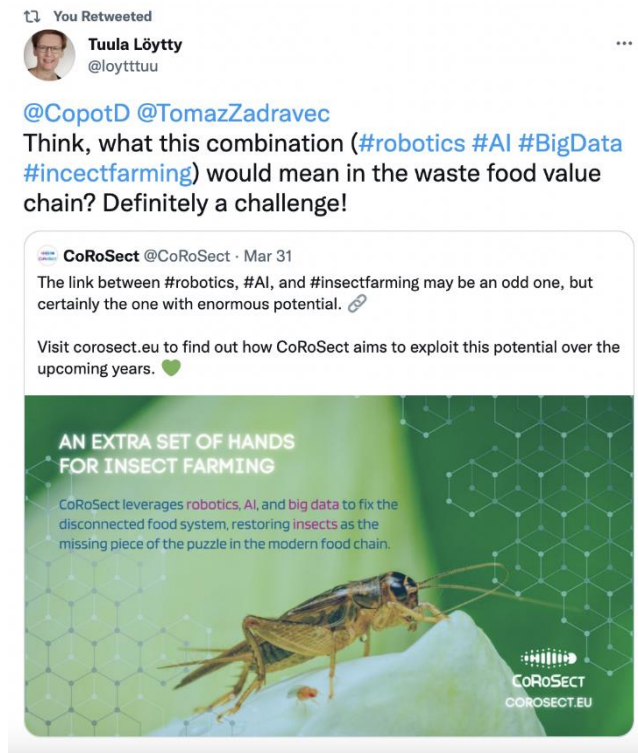 You Retweeted
Tuula Löytty
@loytttuu
@CopotD @TomazZadravec
Think, what this combination (#robotics #AI #BigData
#incectfarming) would mean in the waste food value
chain? Definitely a challenge!
CoRoSect @CoRoSect · Mar 31
The link between #robotics, #AI, and #insectfarming may be an odd one, but
certainly the one with enormous potential. 🔗
Visit corosect.eu to find out how CoRoSect aims to exploit this potential over the
upcoming years. 💚
AN EXTRA SET OF HANDS
FOR INSECT FARMING
CoRoSect leverages robotics, AI, and big data to fix the
disconnected food system, restoring insects as the
missing piece of the puzzle in the modern food chain.
CoRoSect
COROSECT.EU